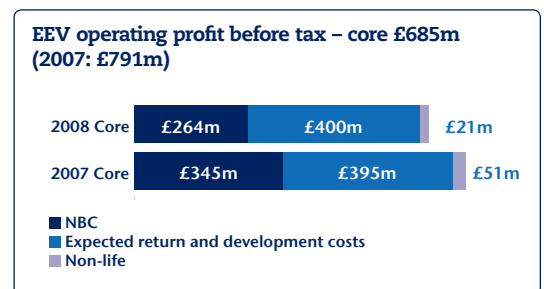 EEV operating profit before tax – core £685m
(2007: £791m)
2008 Core £264m £400m £21m
2007 Core £345m £395m £51m
NBC
Expected return and development costs
Non-life